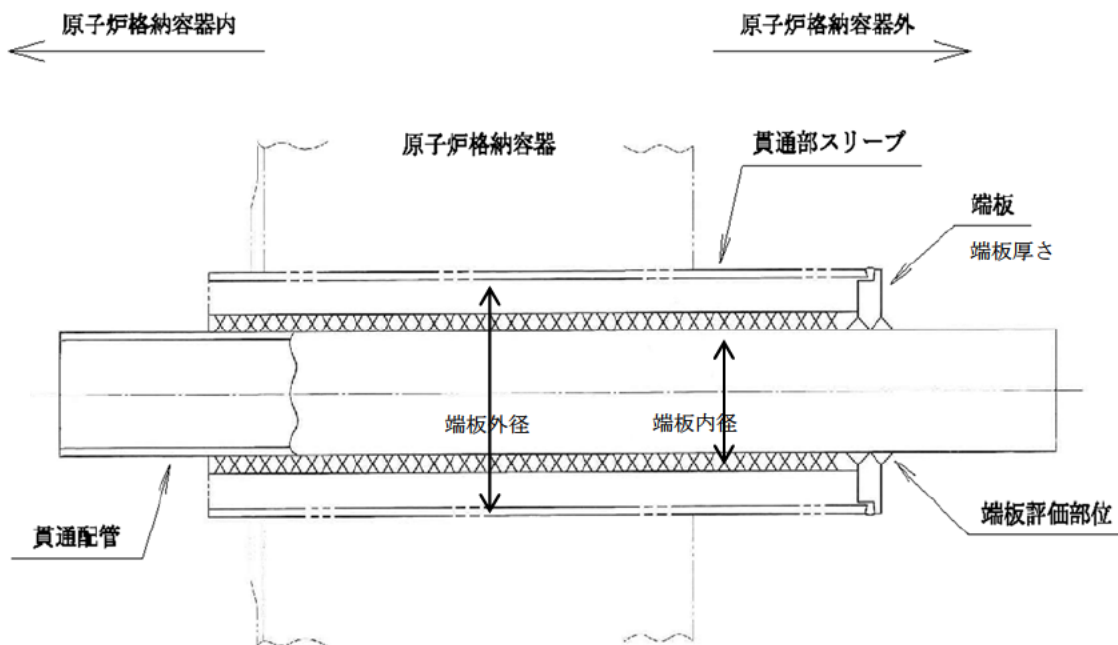 原子炉格納容器内
原子炉格納容器外
原子炉格納容器
貫通部スリーブ
端板
端板厚さ
端板外径
端板内径
貫通配管
端板評価部位